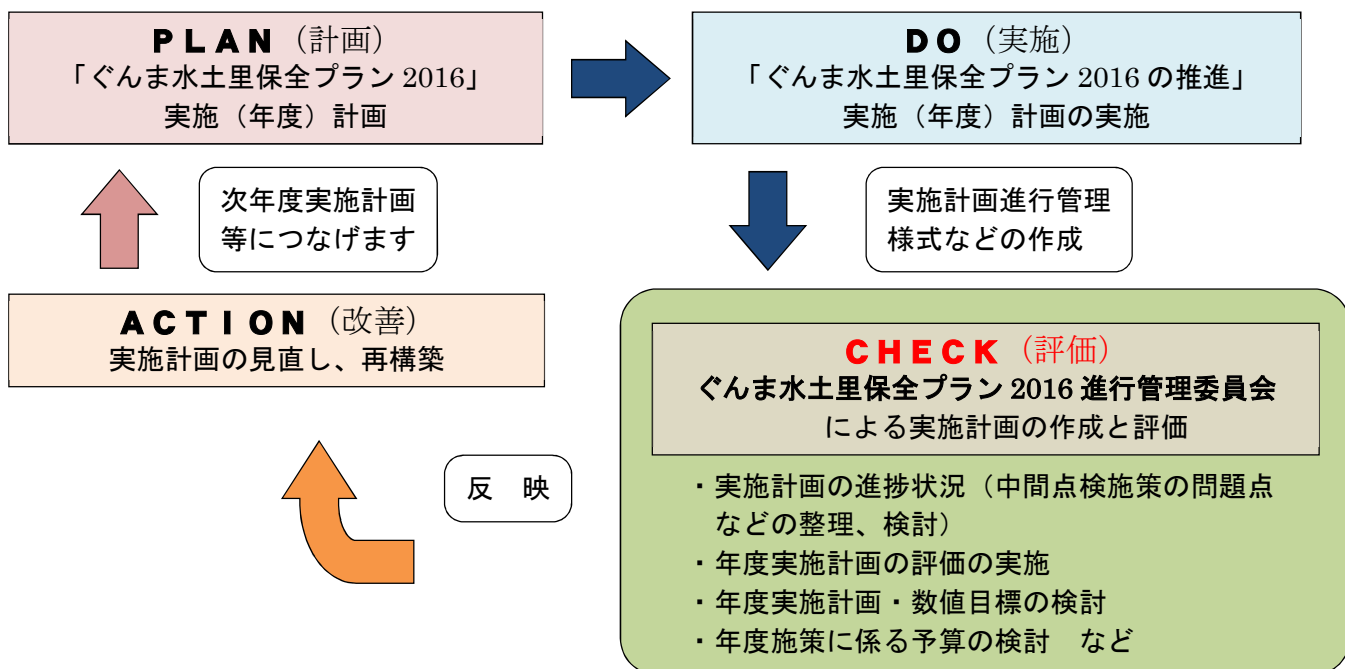 PLAN（計画）
「ぐんま水土里保全プラン 2016」
実施（年度）計画
DO（実施）
「ぐんま水土里保全プラン 2016 の推進」
実施（年度）計画の実施
次年度実施計画
等につなげます
実施計画進行管理
様式などの作成
ACTION（改善）
実施計画の見直し、再構築
CHECK（評価）
ぐんま水土里保全プラン 2016 進行管理委員会
による実施計画の作成と評価
反　映
・実施計画の進捗状況（中間点検施策の問題点
などの整理、検討）
・年度実施計画の評価の実施
・年度実施計画・数値目標の検討
・年度施策に係る予算の検討　など